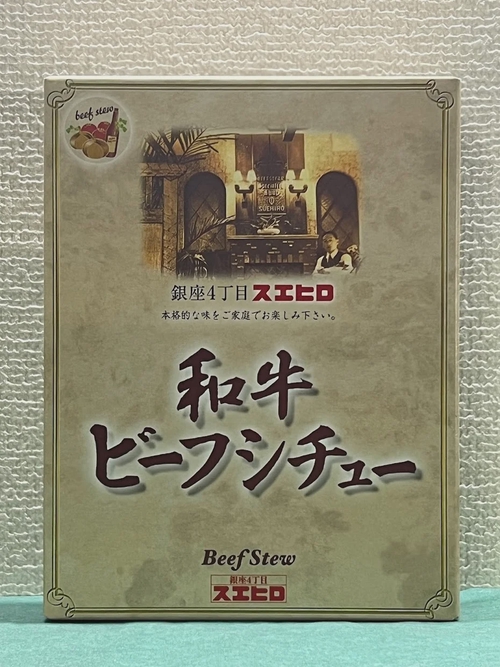 beef stew
SUEHIRO
銀座4丁目 スエヒロ
本格的な味をご家庭でお楽しみ下さい。
和牛
ビーフシチュー
Beef Stew
銀座4丁目
スエヒロ